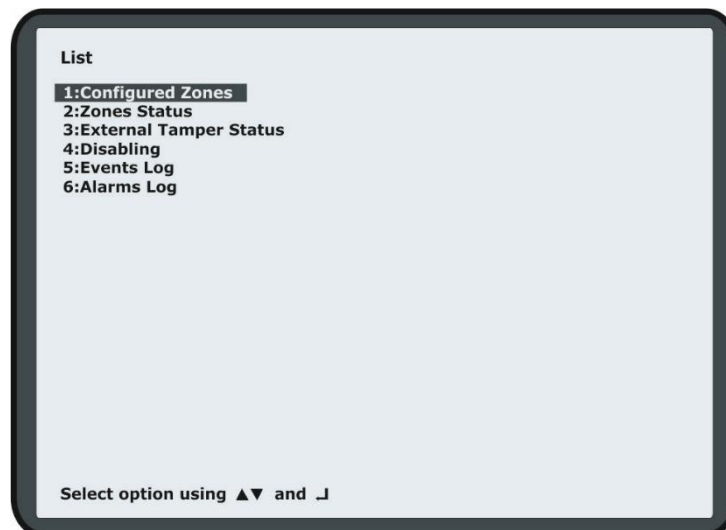 List
1:Configured Zones
2:Zones Status
3:External Tamper Status
4:Disabling
5:Events Log
6:Alarms Log
Select option using ▲▼ and ↵